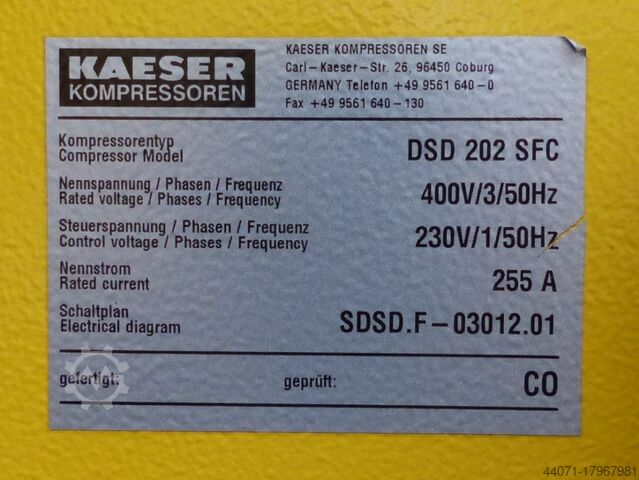 KAESER
KOMPRESSOREN
KAESER KOMPRESSOREN SE
Carl-Kaeser-Str. 26, 96450 Coburg
GERMANY Telefon +49 9561 640-0
Fax +49 9561 640-130
Kompressorentyp
Compressor Model
DSD 202 SFC
Nennspannung / Phasen / Frequenz
Rated voltage / Phases / Frequency
400V/3/50Hz
Steuerspannung / Phasen / Frequenz
Control voltage / Phases / Frequency
230V/1/50Hz
Nennstrom
Rated current
255 A
Schaltplan
Electrical diagram
SDSD.F-03012.01
gefertigt:
geprüft:
CO
44071-17967981